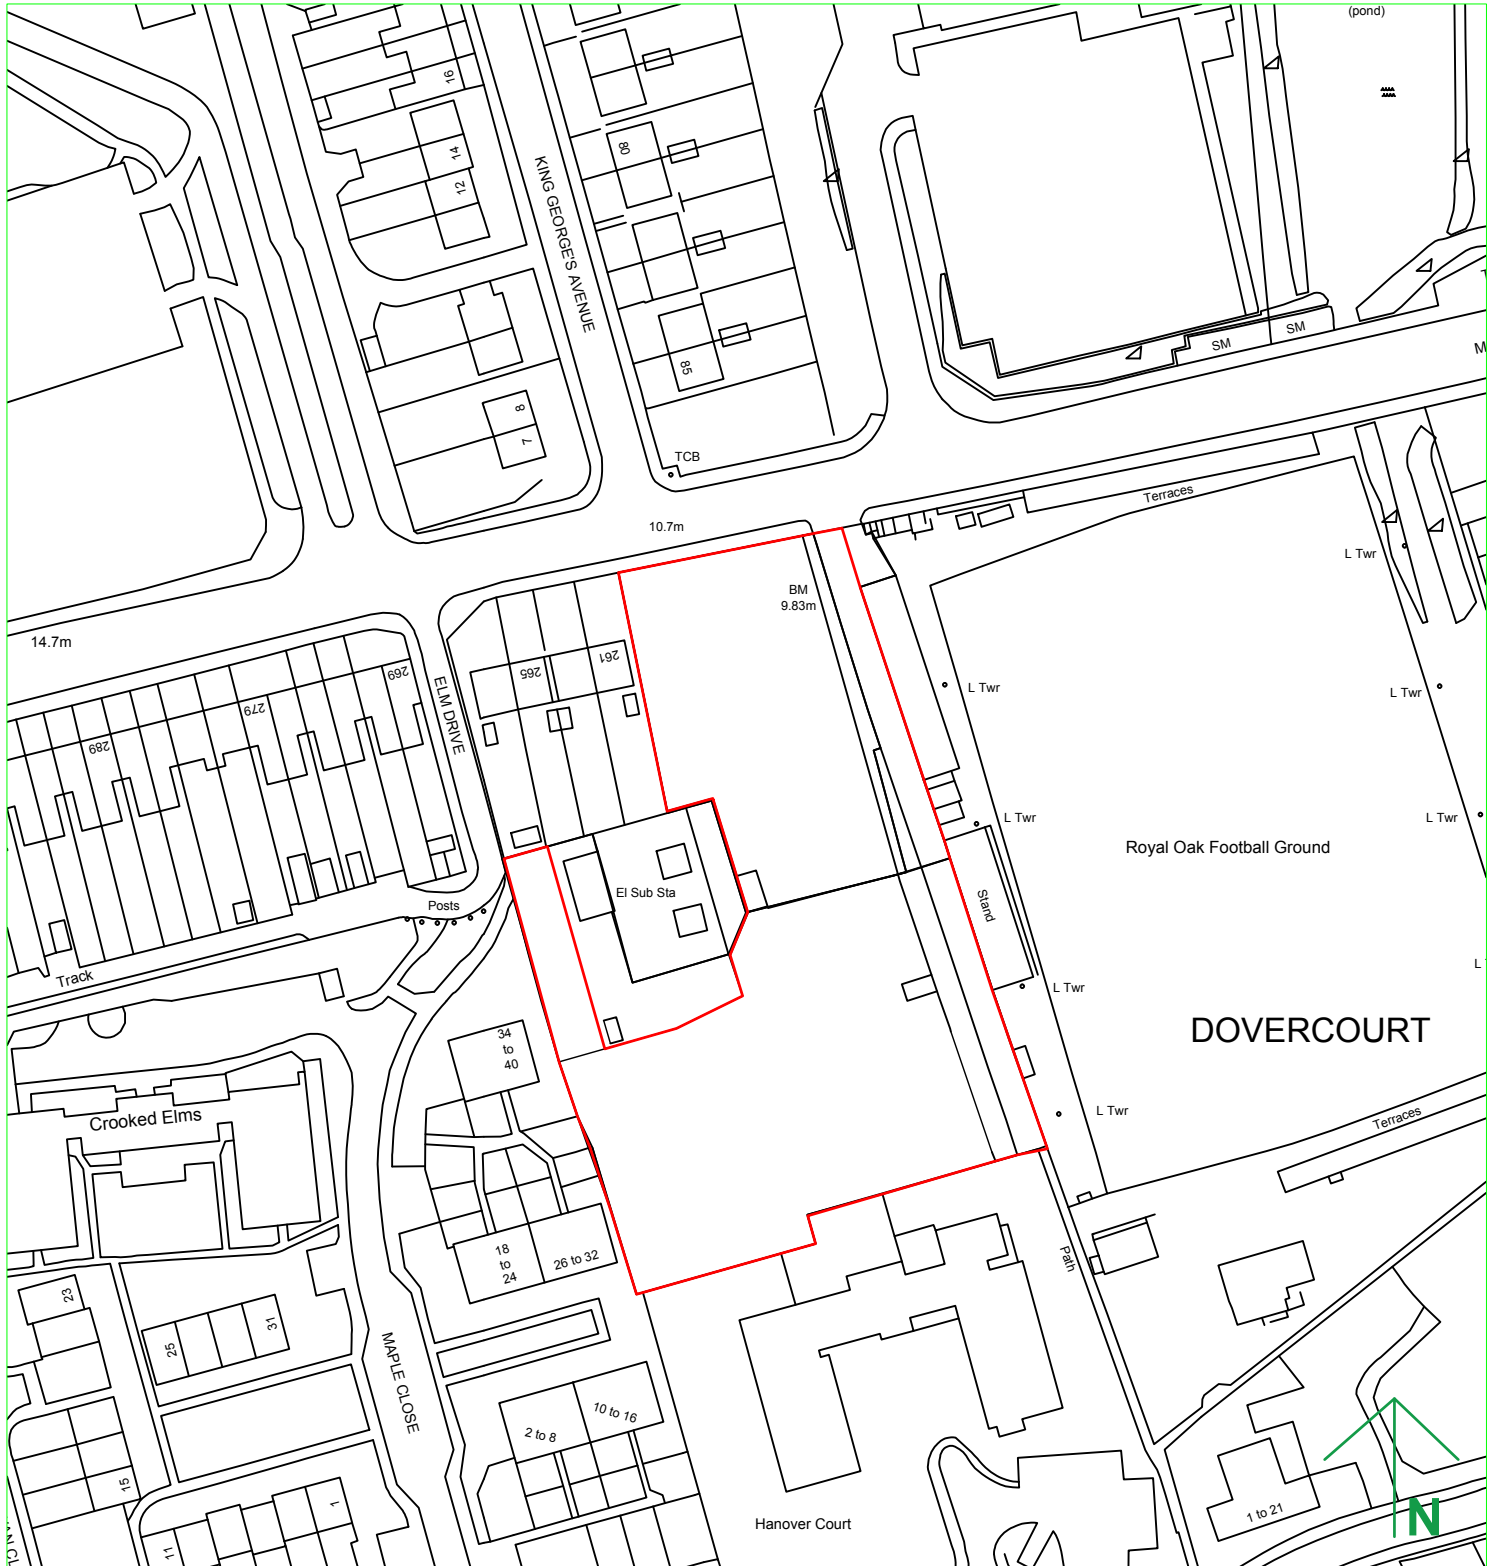 (pond)
16
14
12
08
KING GEORGE'S AVENUE
SM
SM
85
8
7
TCB
10.7m
Terraces
L Twr
BM
9.83m
14.7m
261
265
269
279
289
ELM DRIVE
L Twr
L Twr
L Twr
L Twr
Royal Oak Football Ground
El Sub Sta
Stand
Posts
Track
L Twr
DOVERCOURT
34
to
40
Crooked Elms
L Twr
Terraces
18
to
24
26 to 32
Path
23
25
31
MAPLE CLOSE
10 to 16
2 to 8
15
1
11
Hanover Court
1 to 21
N